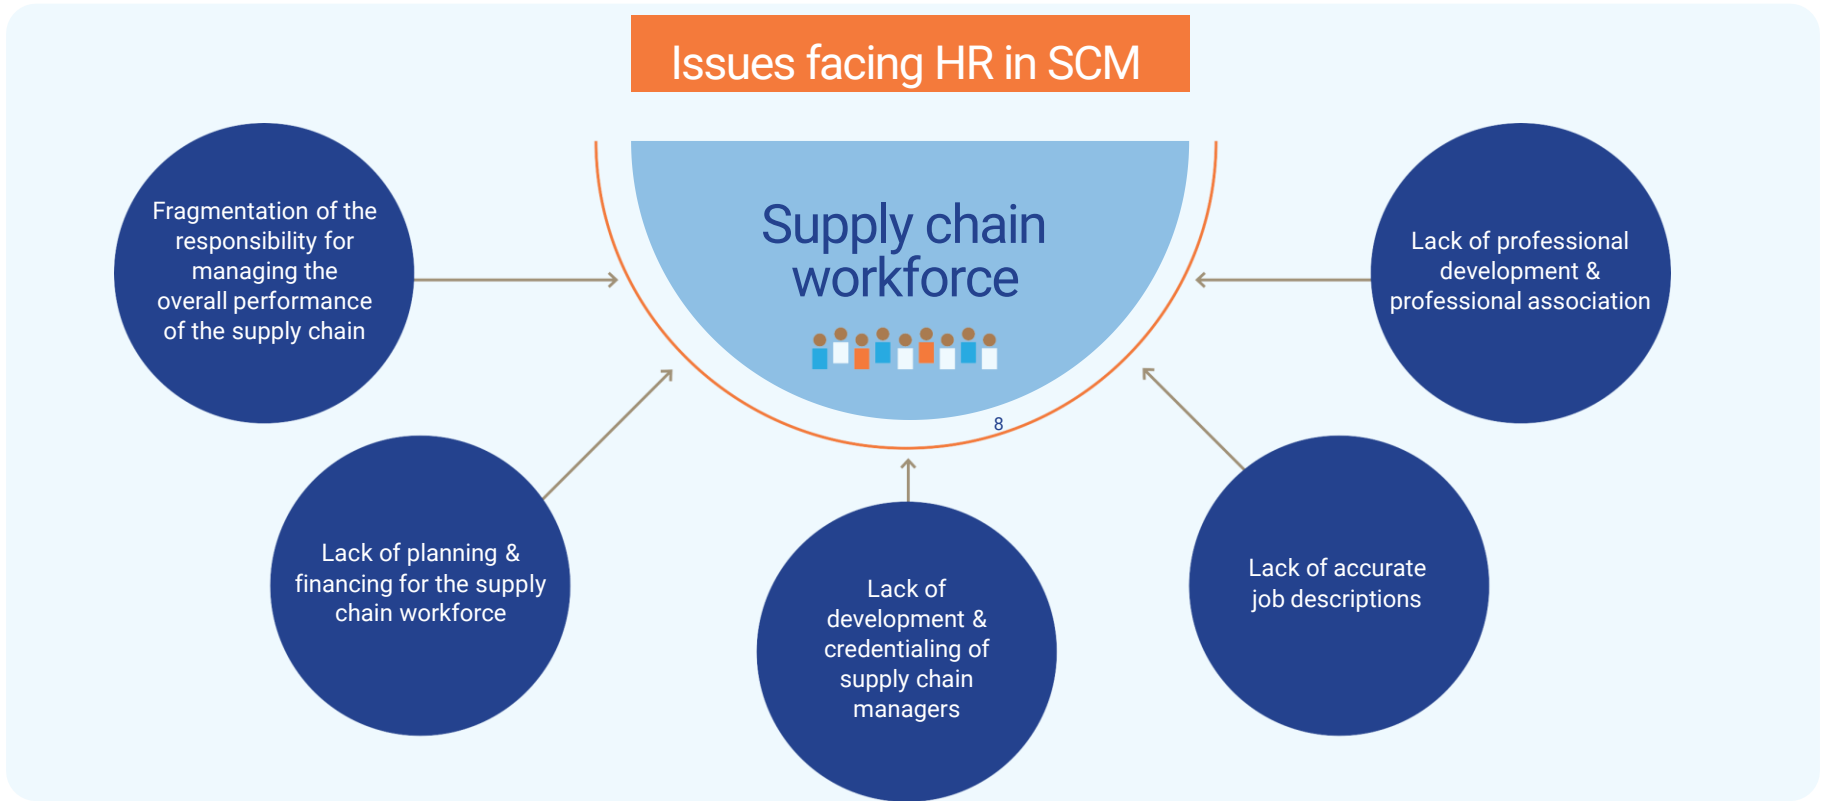 Issues facing HR in SCM
Supply chain
workforce
8
Fragmentation of the
responsibility for
managing the
overall performance
of the supply chain
Lack of planning &
financing for the supply
chain workforce
Lack of
development &
credentialing of
supply chain
managers
Lack of accurate
job descriptions
Lack of professional
development &
professional association